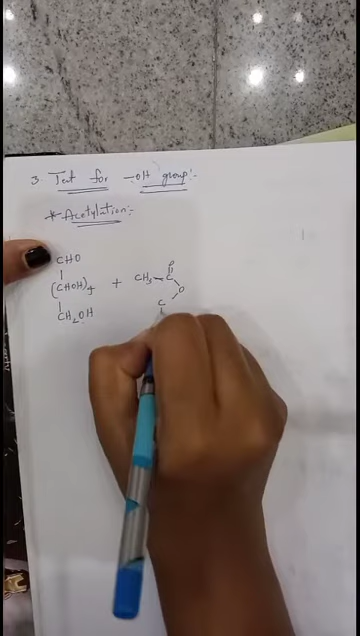 3. Test for -OH group:-
* Acetylation:-
CHO
|
(CHOH)4 + CH3-C
O
O
|
C
CH2OH